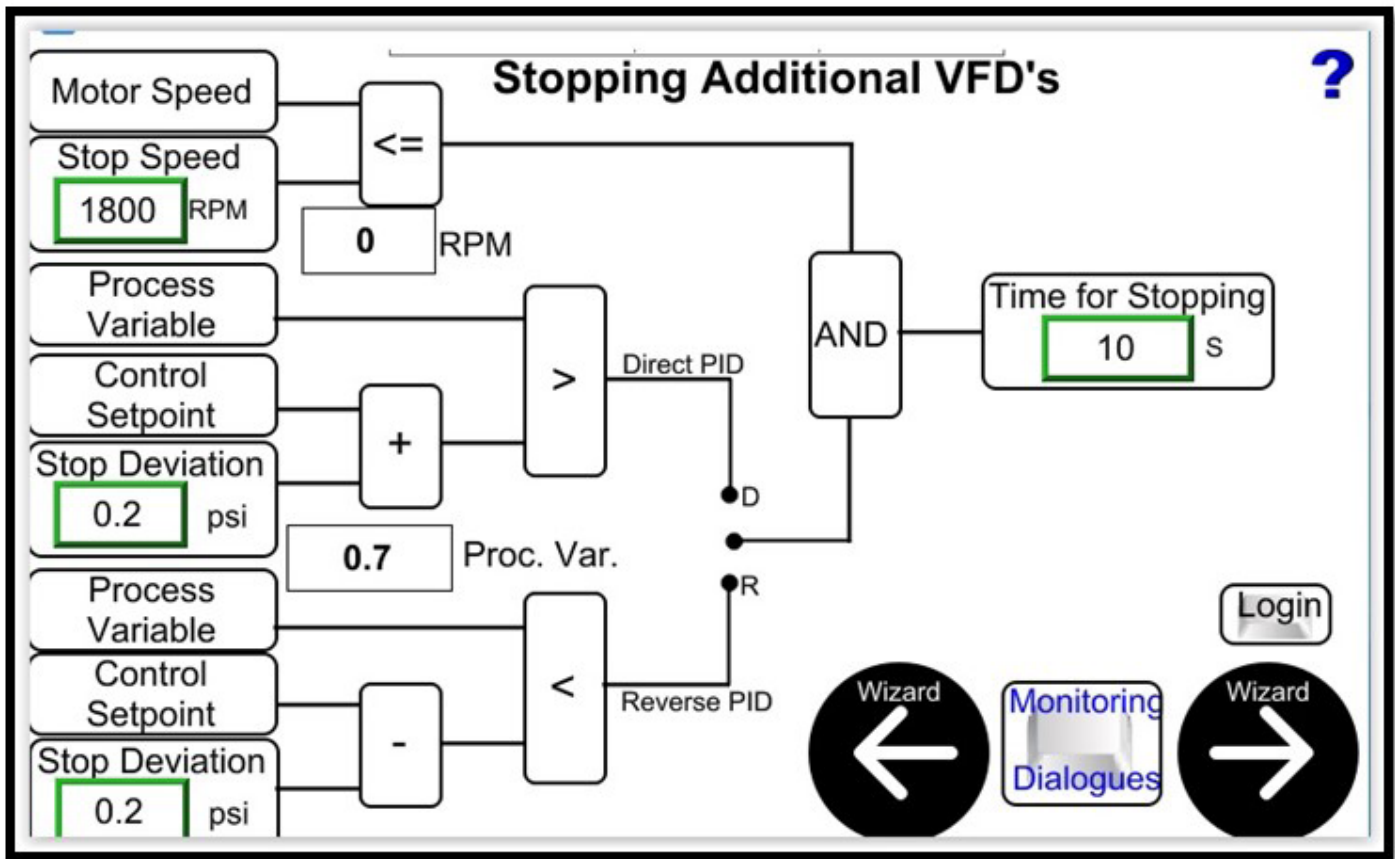 Stopping Additional VFD's
?
Motor Speed
<=
Stop Speed
1800 RPM
0 RPM
Process
Variable
Control
Setpoint
>
Direct PID
+
Stop Deviation
0.2 psi
AND
Time for Stopping
10 S
D
0.7 Proc. Var.
R
Process
Variable
Control
Setpoint
<
Reverse PID
-
Stop Deviation
0.2 psi
Login
Wizard
Monitoring
Dialogues
Wizard